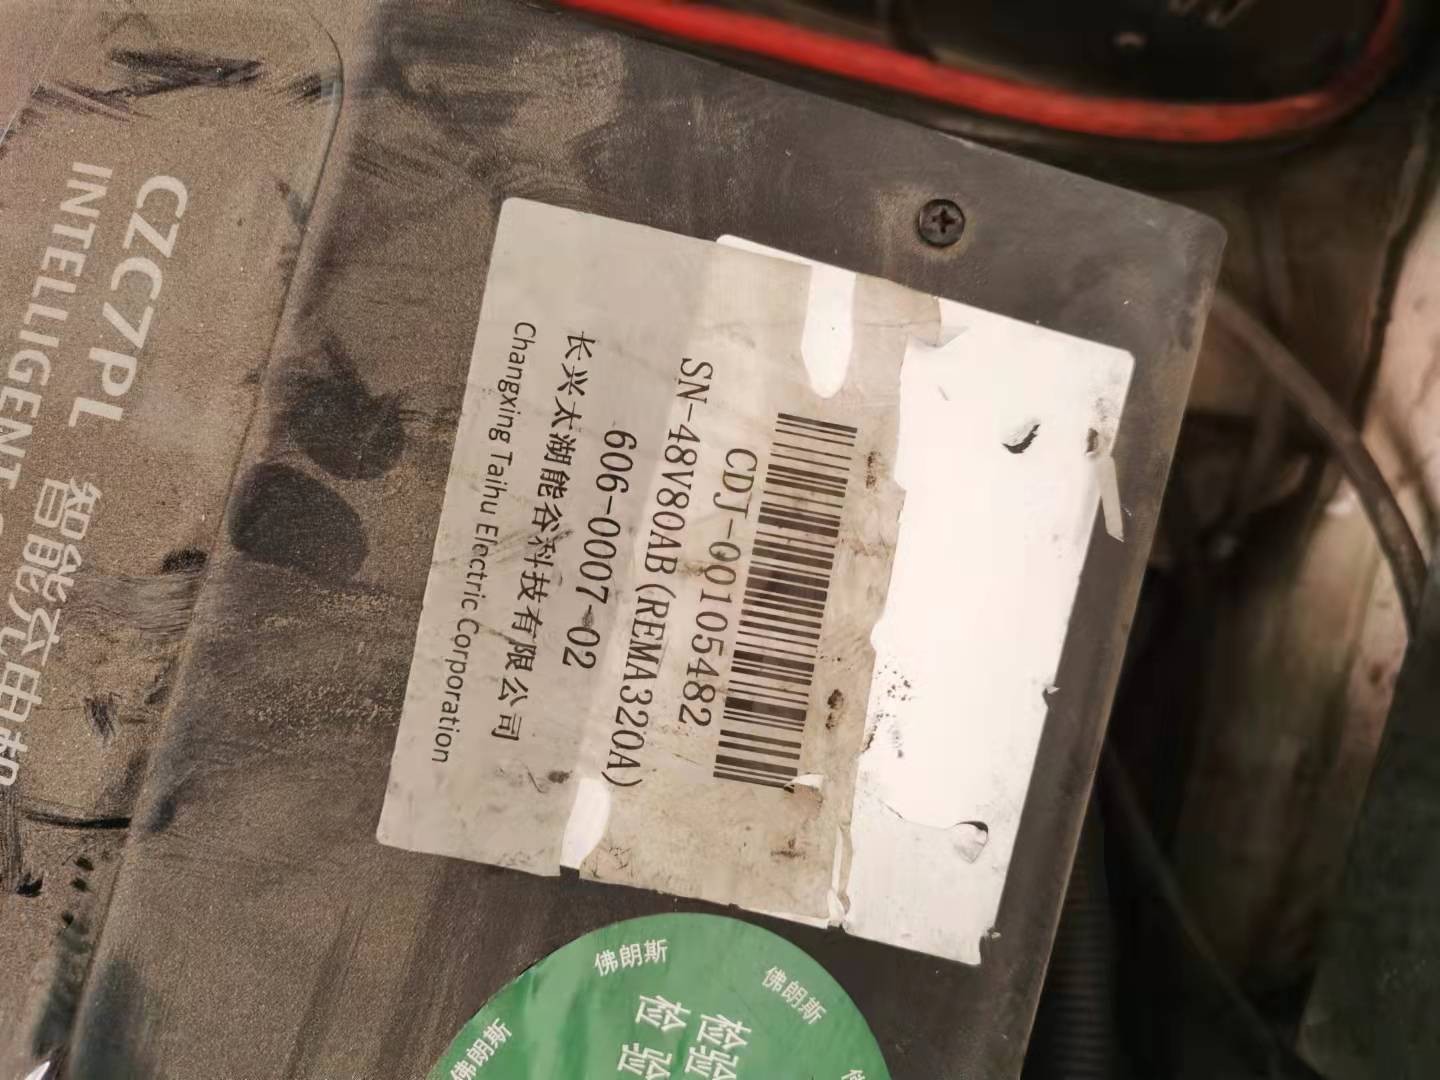 CDJ-00105482
SN-48V80AB(REMA320A)
606-0007-02
长兴太湖能谷科技有限公司
Changxing Taihu Electric Corporation
CZC7PL 智能充电机
INTELLIGENT
佛朗斯
佛朗斯
佛朗斯
检验
检验